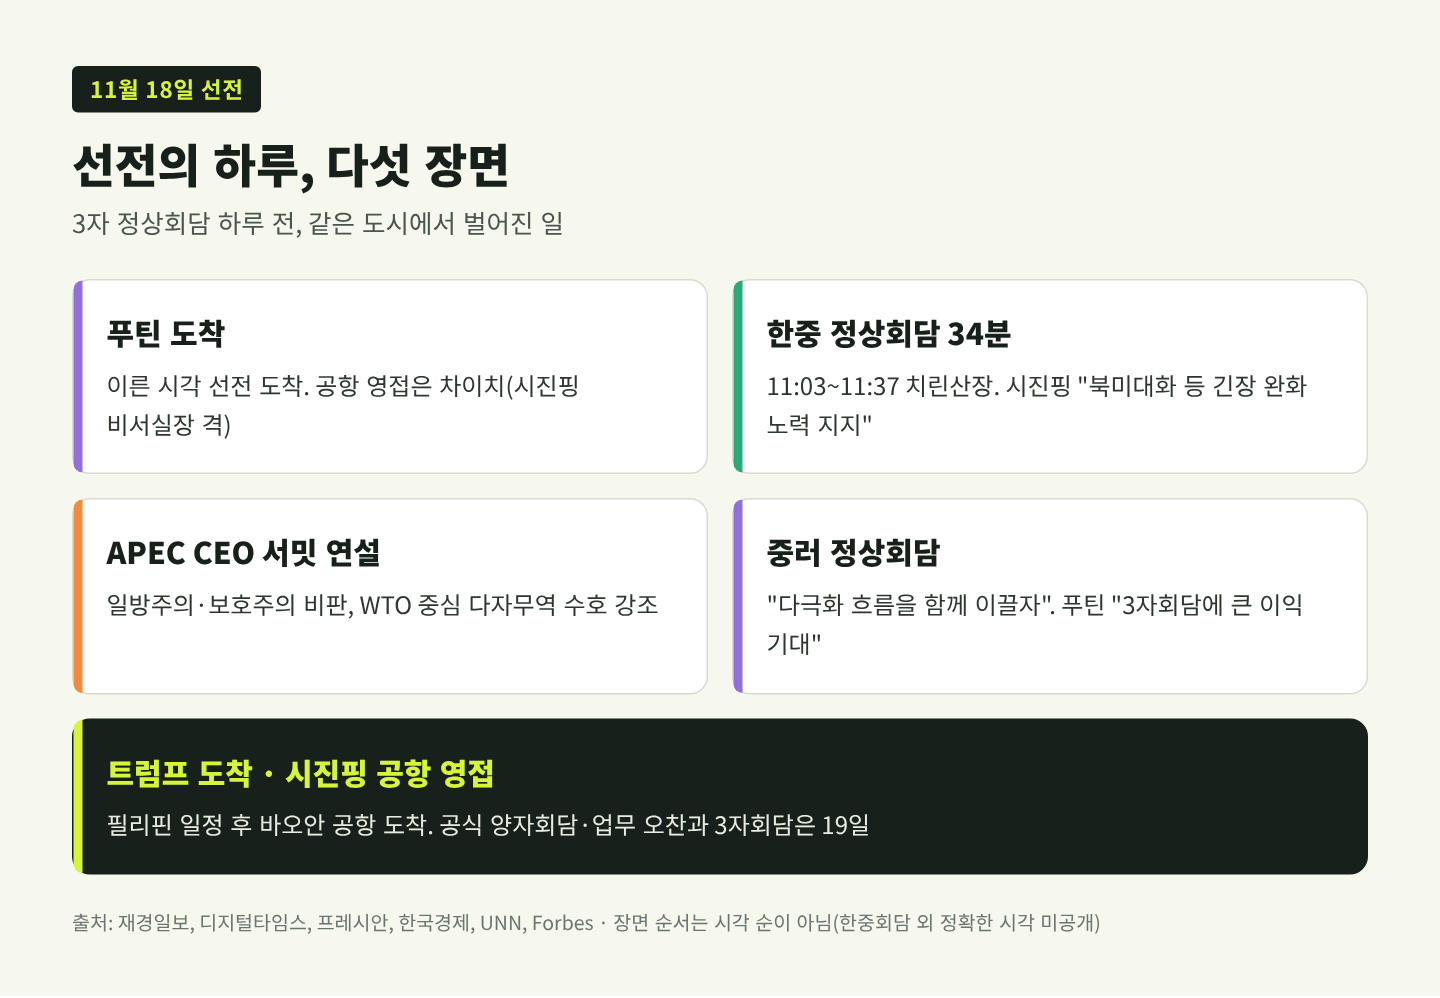 11월 18일 선전
선전의 하루, 다섯 장면
3자 정상회담 하루 전, 같은 도시에서 벌어진 일
푸틴 도착
이른 시각 선전 도착. 공항 영접은 차이치(시진핑
비서실장 격)
한중 정상회담 34분
11:03~11:37 치린산장. 시진핑 "북미대화 등 긴장 완화
노력 지지"
APEC CEO 서밋 연설
일방주의·보호주의 비판, WTO 중심 다자무역 수호 강조
중러 정상회담
"다극화 흐름을 함께 이끌자". 푸틴 "3자회담에 큰 이익
기대"
트럼프 도착 · 시진핑 공항 영접
필리핀 일정 후 바오안 공항 도착. 공식 양자회담·업무 오찬과 3자회담은 19일
출처: 재경일보, 디지털타임스, 프레시안, 한국경제, UNN, Forbes · 장면 순서는 시각 순이 아님(한중회담 외 정확한 시각 미공개)